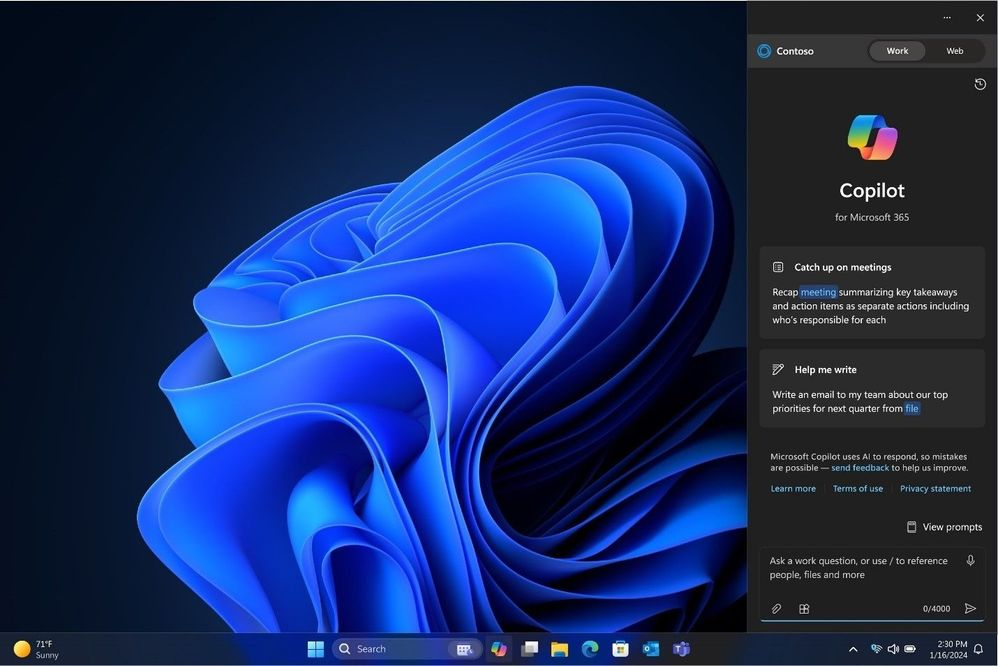 Contoso
Work
Web
Copilot
for Microsoft 365
Catch up on meetings
Recap meeting summarizing key takeaways
and action items as separate actions including
who's responsible for each
Help me write
Write an email to my team about our top
priorities for next quarter from file
Microsoft Copilot uses AI to respond, so mistakes
are possible — send feedback to help us improve.
Learn more
Terms of use
Privacy statement
View prompts
Ask a work question, or use / to reference
people, files and more
0/4000
71°F
Sunny
Search
2:30 PM
1/16/2024